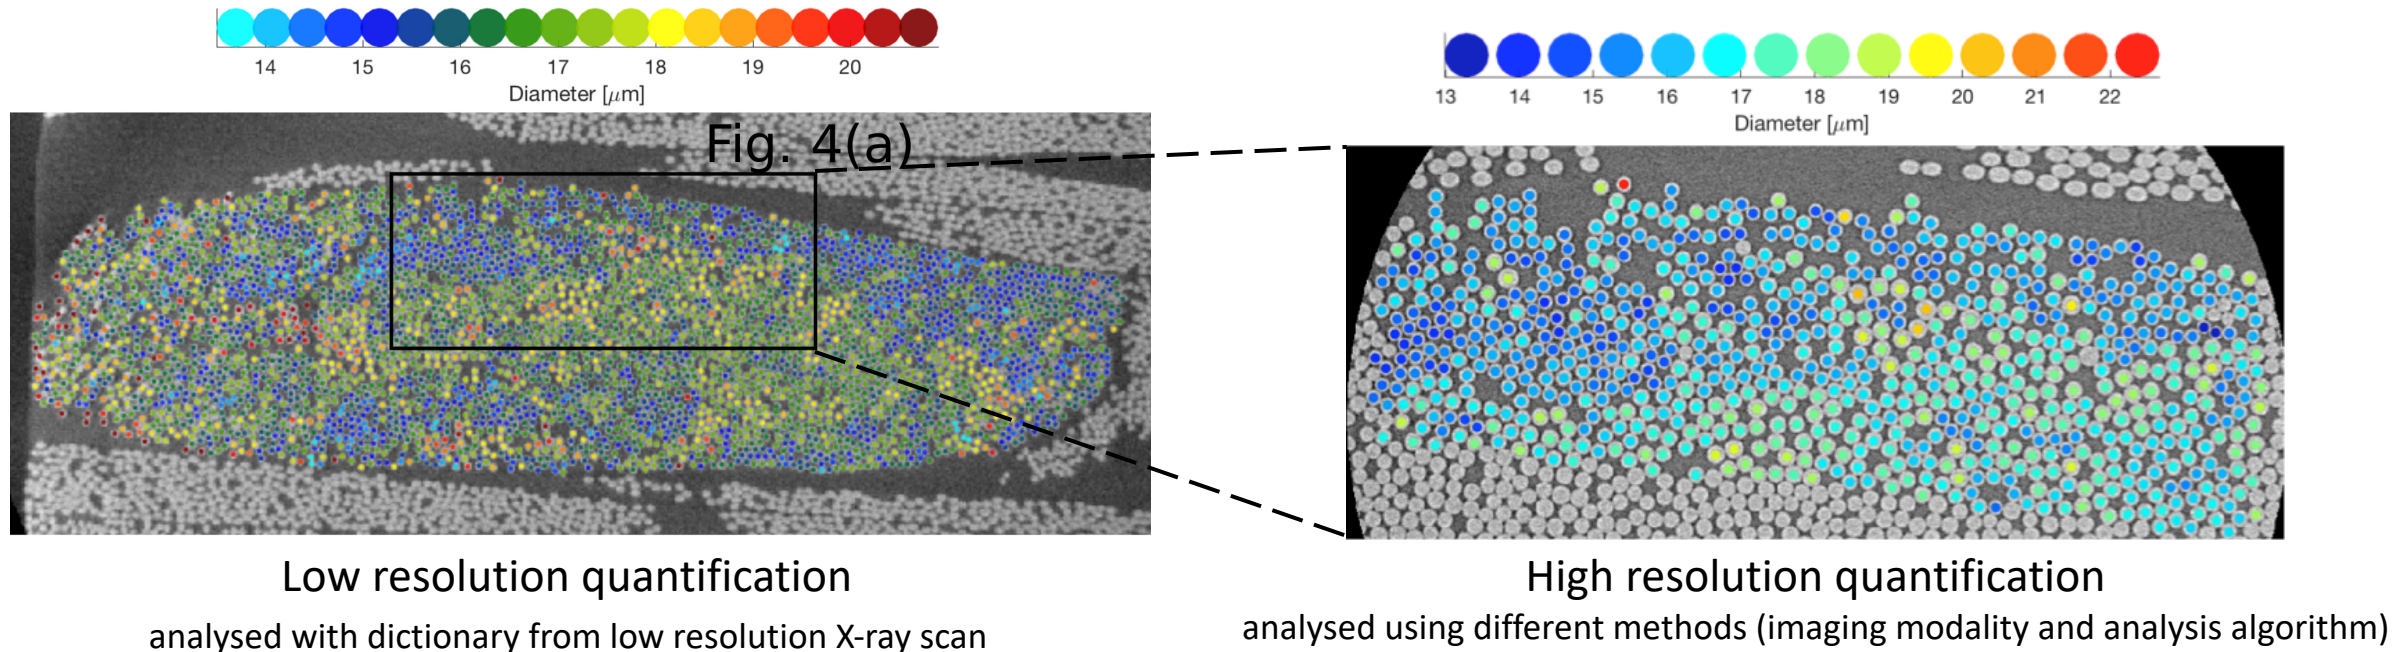 14 15 16 17 18 19 20
Diameter [μm]
13 14 15 16 17 18 19 20 21 22
Diameter [μm]
Fig. 4(a)
Low resolution quantification
analysed with dictionary from low resolution X-ray scan
High resolution quantification
analysed using different methods (imaging modality and analysis algorithm)